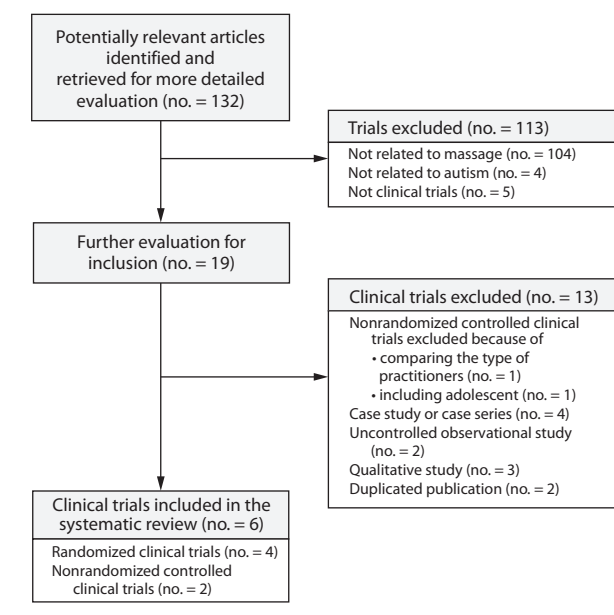 Potentially relevant articles
identified and
retrieved for more detailed
evaluation (no. = 132)
Trials excluded (no. = 113)
Not related to massage (no. = 104)
Not related to autism (no. = 4)
Not clinical trials (no. = 5)
Further evaluation for
inclusion (no. = 19)
Clinical trials excluded (no. = 13)
Nonrandomized controlled clinical
trials excluded because of
• comparing the type of
practitioners (no. = 1)
• including adolescent (no. = 1)
Case study or case series (no. = 4)
Uncontrolled observational study
(no. = 2)
Qualitative study (no. = 3)
Duplicated publication (no. = 2)
Clinical trials included in the
systematic review (no. = 6)
Randomized clinical trials (no. = 4)
Nonrandomized controlled
clinical trials (no. = 2)